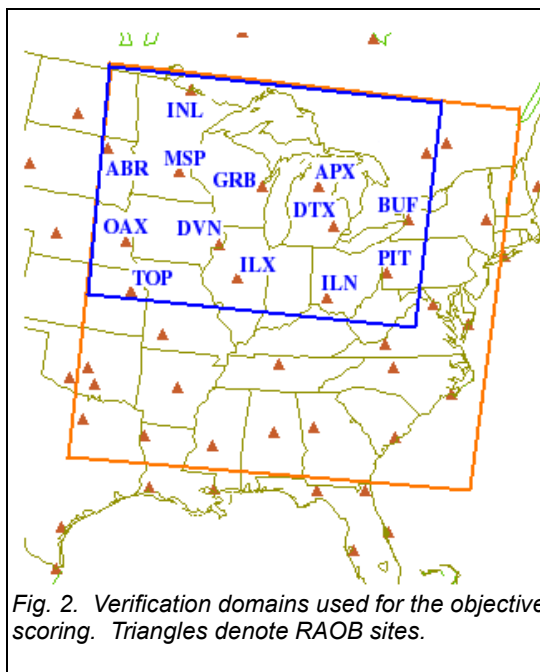 INL
ABR
MSP
GRB
APX
DTX
BUF
OAX
DVN
TOP
ILX
ILN
PIT
Fig. 2. Verification domains used for the objective
scoring. Triangles denote RAOB sites.